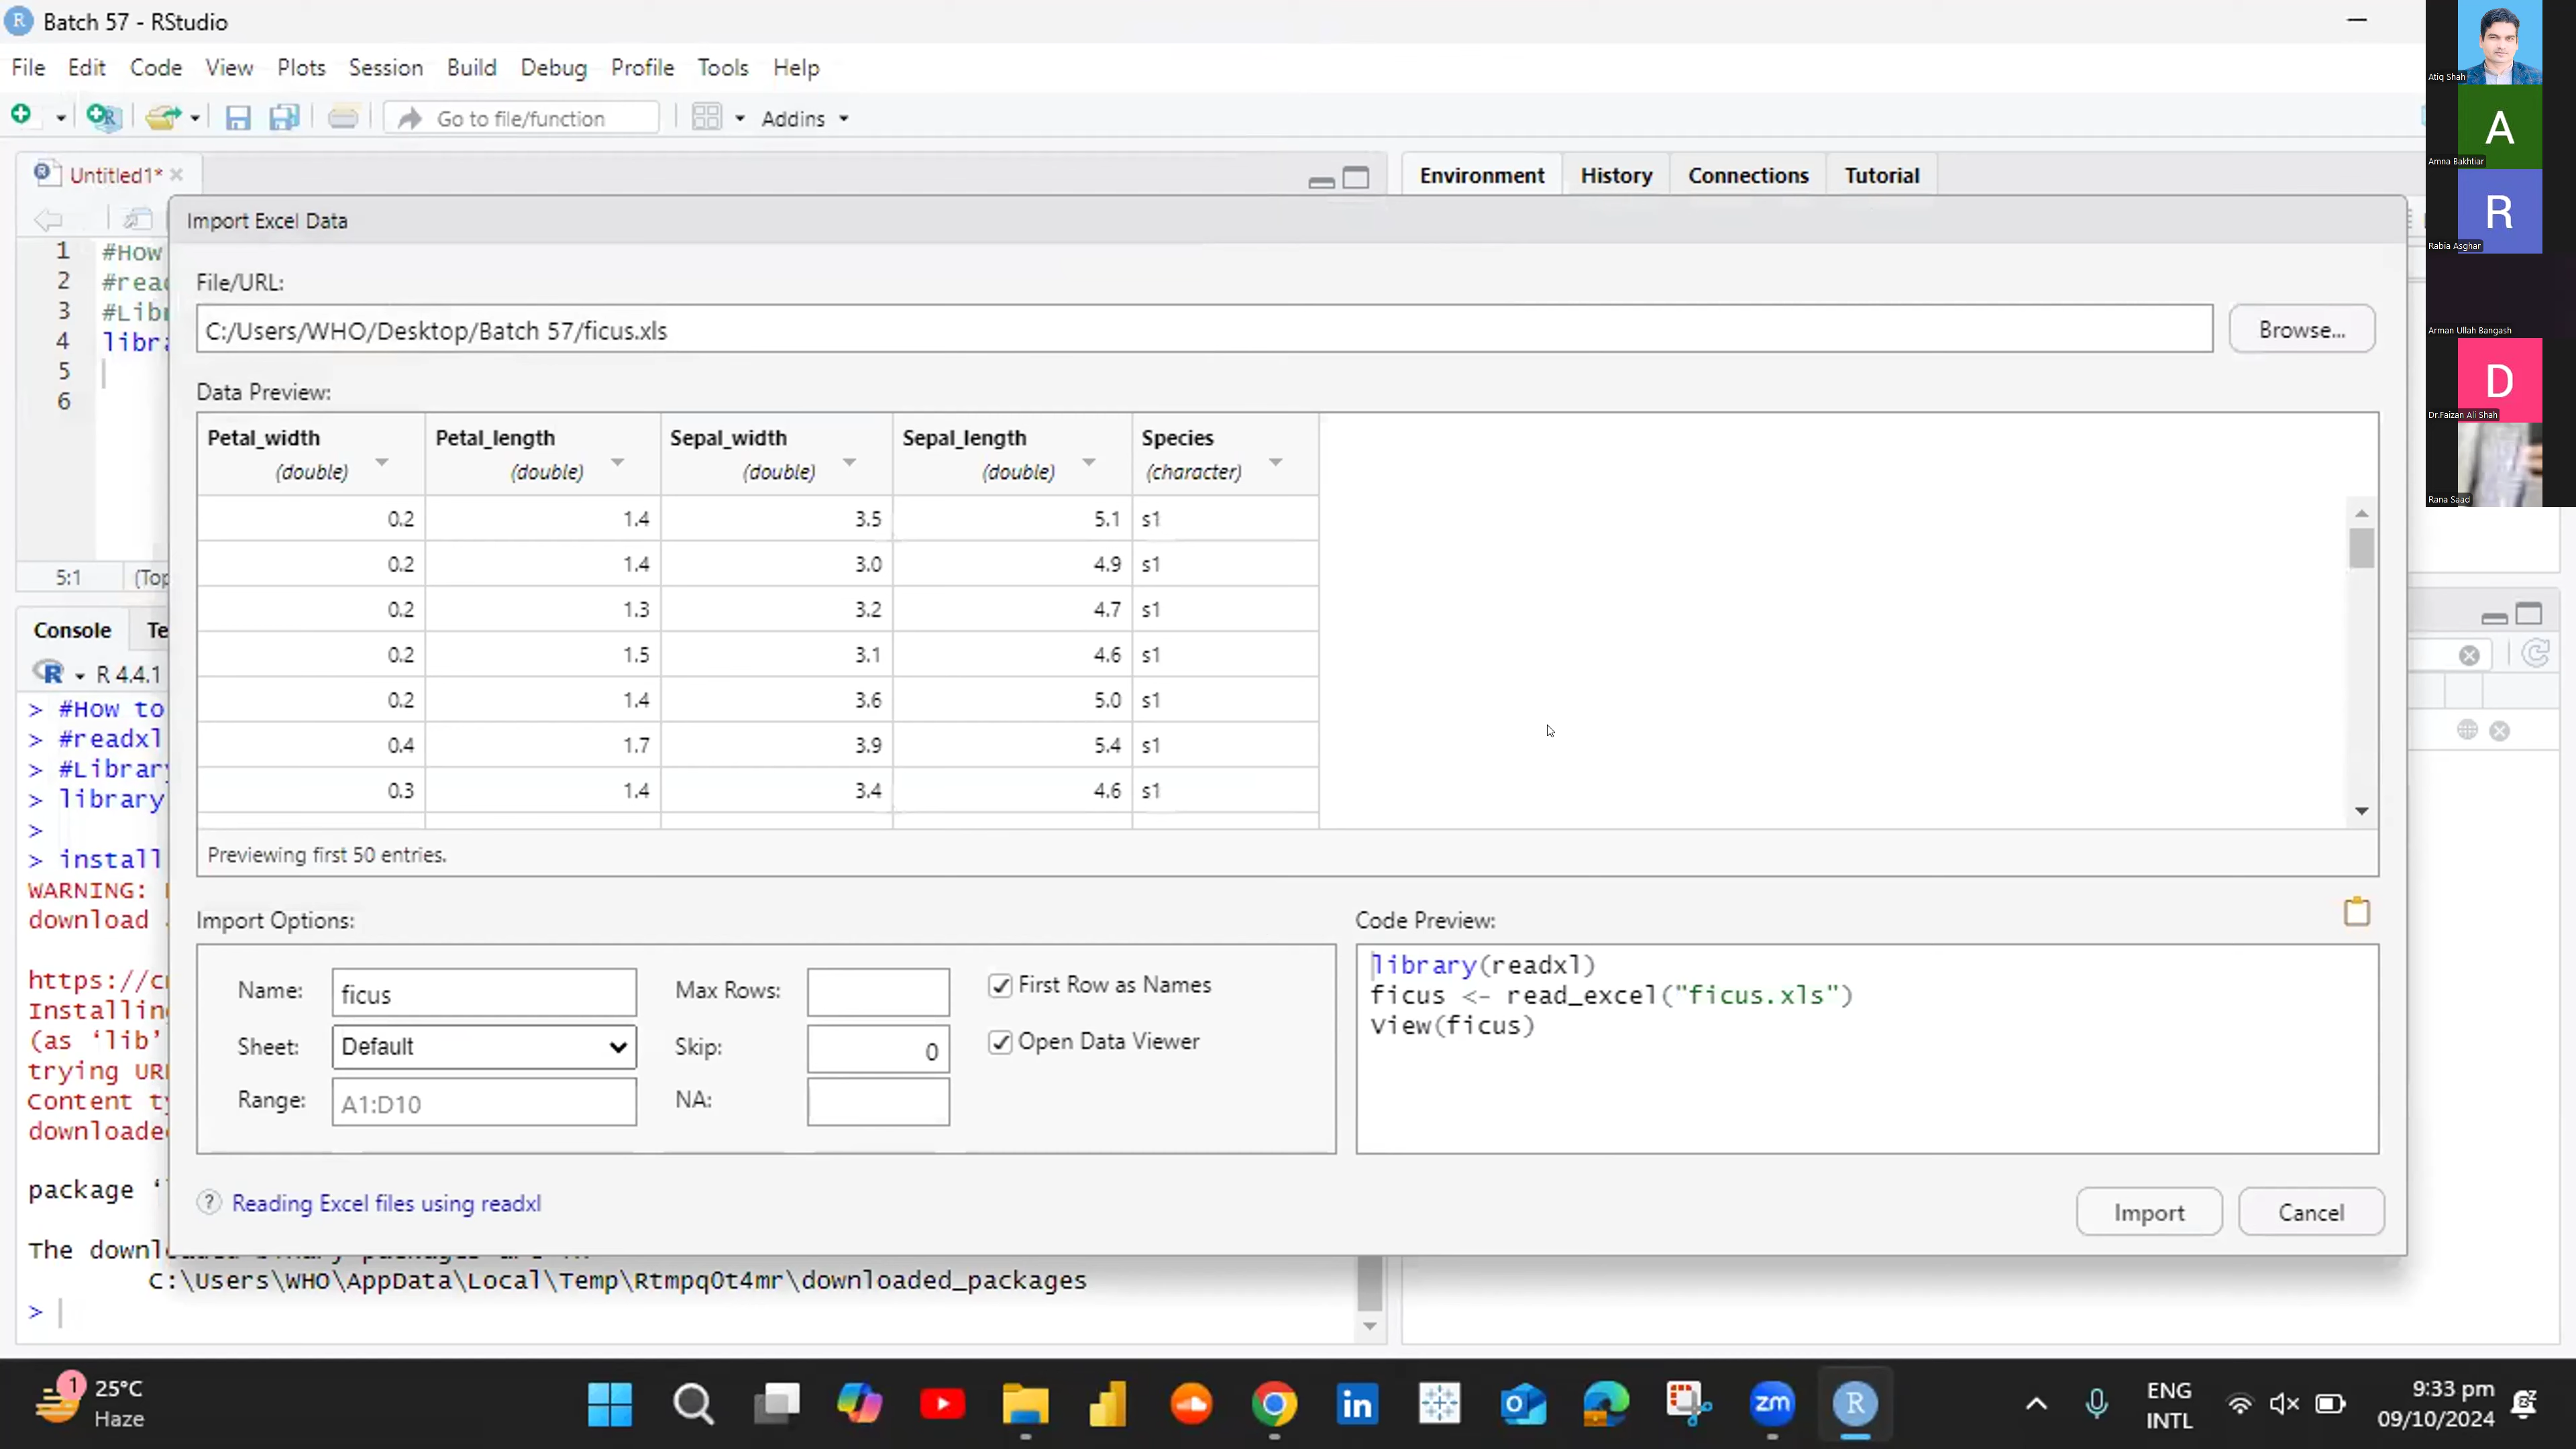 Batch 57 - RStudio
File Edit Code View Plots Session Build Debug Profile Tools Help
Go to file/function
Addins
Untitled1*
Environment History Connections Tutorial
1 #How
2 #read
3 #Libr
4 libra
5
6
5:1 (Top
Import Excel Data
File/URL:
C:/Users/WHO/Desktop/Batch 57/ficus.xls
Browse...
Data Preview:
Petal_width Petal_length Sepal_width Sepal_length Species
(double) (double) (double) (double) (character)
0.2 1.4 3.5 5.1 s1
0.2 1.4 3.0 4.9 s1
0.2 1.3 3.2 4.7 s1
0.2 1.5 3.1 4.6 s1
0.2 1.4 3.6 5.0 s1
0.4 1.7 3.9 5.4 s1
0.3 1.4 3.4 4.6 s1
Previewing first 50 entries.
Import Options:
Name: ficus
Max Rows:
First Row as Names
Sheet: Default
Skip: 0
Open Data Viewer
Range: A1:D10
NA:
Code Preview:
library(readxl)
ficus <- read_excel("ficus.xls")
View(ficus)
? Reading Excel files using readxl
Import Cancel
Console Te
R 4.4.1
> #How to
> #readxl
> #Library
> library
>
> install
WARNING:
download
https://cr
Installin
(as ‘lib’
trying URL
Content ty
downloaded
package ‘
The downl
C:\Users\WHO\AppData\Local\Temp\RtmpqOt4mr\downloaded_packages
>
Atiq Shah
A
Amna Bakhtiar
R
Rabia Asghar
Arman Ullah Bangash
D
Dr.Faizan Ali Shah
Rana Saad
1
25°C
Haze
in
zm
R
ENG
INTL
9:33 pm
09/10/2024